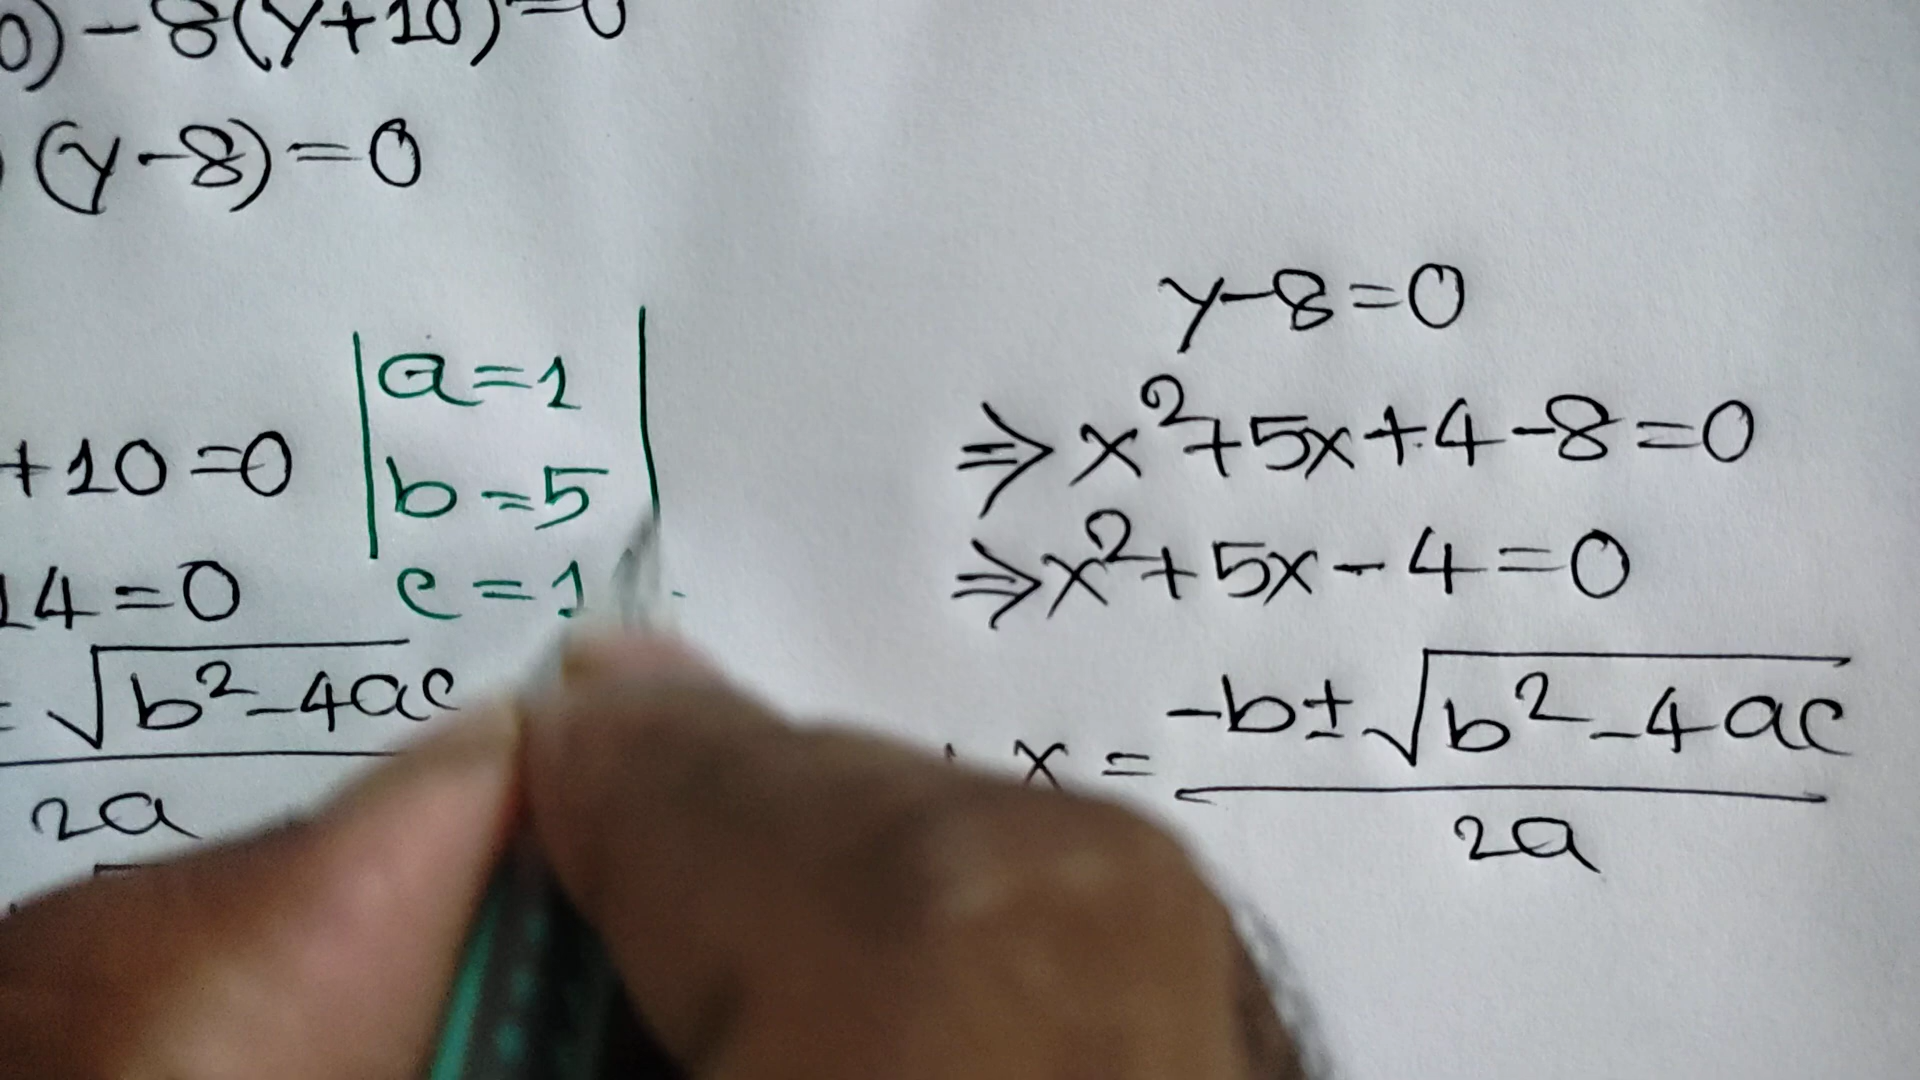 0)-8(y+10)=0
(y-8)=0
a=1
+10=0
b=5
14=0
c=1
= √b²-4ac
2a
y-8=0
⇒x²+5x+4-8=0
⇒x²+5x-4=0
x = -b±√b²-4ac
2a